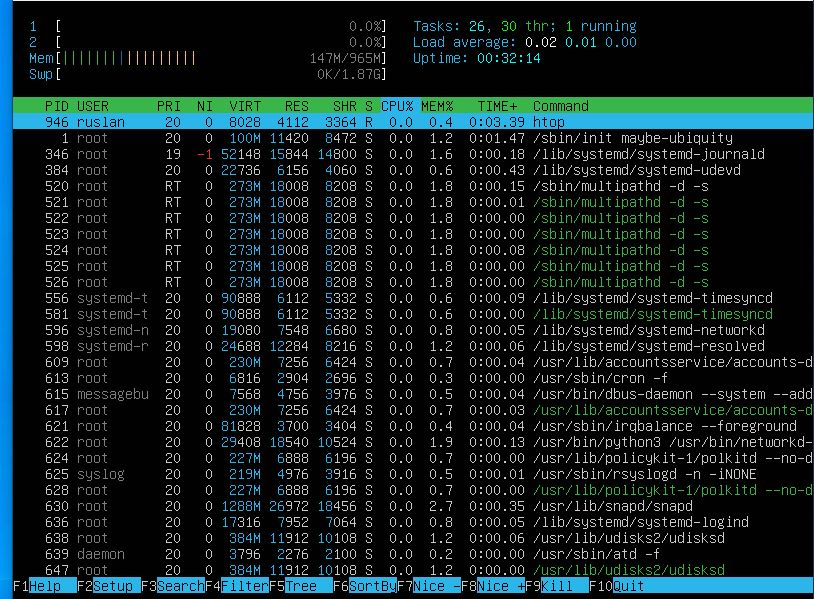 1 [ 0.0%] Tasks: 26, 30 thr; 1 running
2 [ 0.0%] Load average: 0.02 0.01 0.00
Mem[||||||||||||||||| 147M/965M] Uptime: 00:32:14
Swp[ 0K/1.87G]
PID USER PRI NI VIRT RES SHR S CPU% MEM% TIME+ Command
946 ruslan 20 0 8028 4112 3364 R 0.0 0.4 0:03.39 htop
1 root 20 0 100M 11420 8472 S 0.0 1.2 0:01.47 /sbin/init maybe-ubiquity
346 root 19 -1 52148 15844 14800 S 0.0 1.6 0:00.18 /lib/systemd/systemd-journald
384 root 20 0 22736 6156 4060 S 0.0 0.6 0:00.43 /lib/systemd/systemd-udevd
520 root RT 0 273M 18008 8208 S 0.0 1.8 0:00.15 /sbin/multipathd -d -s
521 root RT 0 273M 18008 8208 S 0.0 1.8 0:00.01 /sbin/multipathd -d -s
522 root RT 0 273M 18008 8208 S 0.0 1.8 0:00.00 /sbin/multipathd -d -s
523 root RT 0 273M 18008 8208 S 0.0 1.8 0:00.00 /sbin/multipathd -d -s
524 root RT 0 273M 18008 8208 S 0.0 1.8 0:00.08 /sbin/multipathd -d -s
525 root RT 0 273M 18008 8208 S 0.0 1.8 0:00.00 /sbin/multipathd -d -s
526 root RT 0 273M 18008 8208 S 0.0 1.8 0:00.00 /sbin/multipathd -d -s
556 systemd-t 20 0 90888 6112 5332 S 0.0 0.6 0:00.09 /lib/systemd/systemd-timesyncd
581 systemd-t 20 0 90888 6112 5332 S 0.0 0.6 0:00.00 /lib/systemd/systemd-timesyncd
596 systemd-n 20 0 19080 7548 6680 S 0.0 0.8 0:00.05 /lib/systemd/systemd-networkd
598 systemd-r 20 0 24688 12284 8216 S 0.0 1.2 0:00.06 /lib/systemd/systemd-resolved
609 root 20 0 230M 7256 6424 S 0.0 0.7 0:00.04 /usr/lib/accountsservice/accounts-d
613 root 20 0 6816 2904 2696 S 0.0 0.3 0:00.00 /usr/sbin/cron -f
615 messagebu 20 0 7568 4756 3976 S 0.0 0.5 0:00.04 /usr/bin/dbus-daemon --system --add
617 root 20 0 230M 7256 6424 S 0.0 0.7 0:00.03 /usr/lib/accountsservice/accounts-d
621 root 20 0 81828 3700 3404 S 0.0 0.4 0:00.04 /usr/sbin/irqbalance --foreground
622 root 20 0 29408 18540 10524 S 0.0 1.9 0:00.13 /usr/bin/python3 /usr/bin/networkd-
624 root 20 0 227M 6888 6196 S 0.0 0.7 0:00.00 /usr/lib/policykit-1/polkitd --no-d
625 syslog 20 0 219M 4976 3916 S 0.0 0.5 0:00.01 /usr/sbin/rsyslogd -n -iNONE
628 root 20 0 227M 6888 6196 S 0.0 0.7 0:00.00 /usr/lib/policykit-1/polkitd --no-d
630 root 20 0 1288M 26972 18456 S 0.0 2.7 0:00.35 /usr/lib/snapd/snapd
636 root 20 0 17316 7952 7064 S 0.0 0.8 0:00.05 /lib/systemd/systemd-logind
638 root 20 0 384M 11912 10108 S 0.0 1.2 0:00.06 /usr/lib/udisks2/udisksd
639 daemon 20 0 3796 2276 2100 S 0.0 0.2 0:00.00 /usr/sbin/atd -f
647 root 20 0 384M 11912 10108 S 0.0 1.2 0:00.00 /usr/lib/udisks2/udisksd
F1Help F2Setup F3SearchF4FilterF5Tree F6SortByF7Nice -F8Nice +F9Kill F10Quit